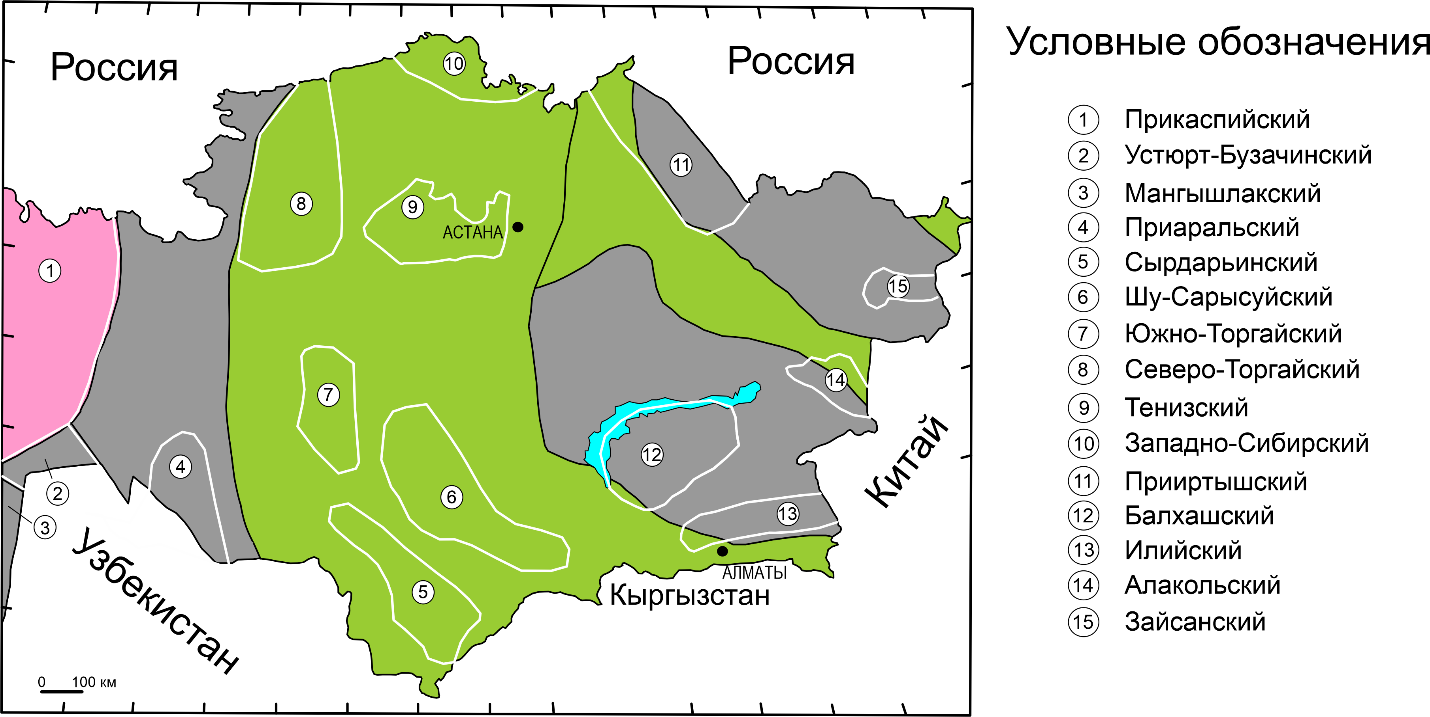 Россия
Россия
Условные обозначения
10
1 Прикаспийский
2 Устюрт-Бузачинский
3 Мангышлакский
4 Приаральский
5 Сырдарьинский
6 Шу-Сарысуйский
7 Южно-Торгайский
8 Северо-Торгайский
9 Тенизский
10 Западно-Сибирский
11 Прииртышский
12 Балхашский
13 Илийский
14 Алакольский
15 Зайсанский
11
8
9
АСТАНА
1
15
14
7
12
Китай
4
2
6
13
3
Узбекистан
АЛМАТЫ
5
Кыргызстан
0 100 км